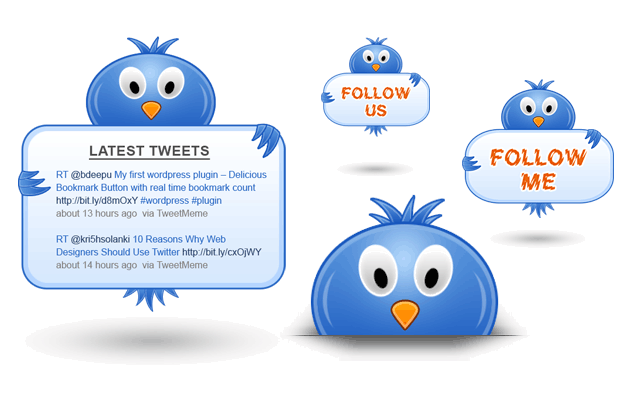 LATEST TWEETS
RT @bdeepu My first wordpress plugin – Delicious
Bookmark Button with real time bookmark count
http://bit.ly/d8mOxY #wordpress #plugin
about 13 hours ago via TweetMeme
RT @kri5hsolanki 10 Reasons Why Web
Designers Should Use Twitter http://bit.ly/cxOjWY
about 14 hours ago via TweetMeme
FOLLOW
US
FOLLOW
ME